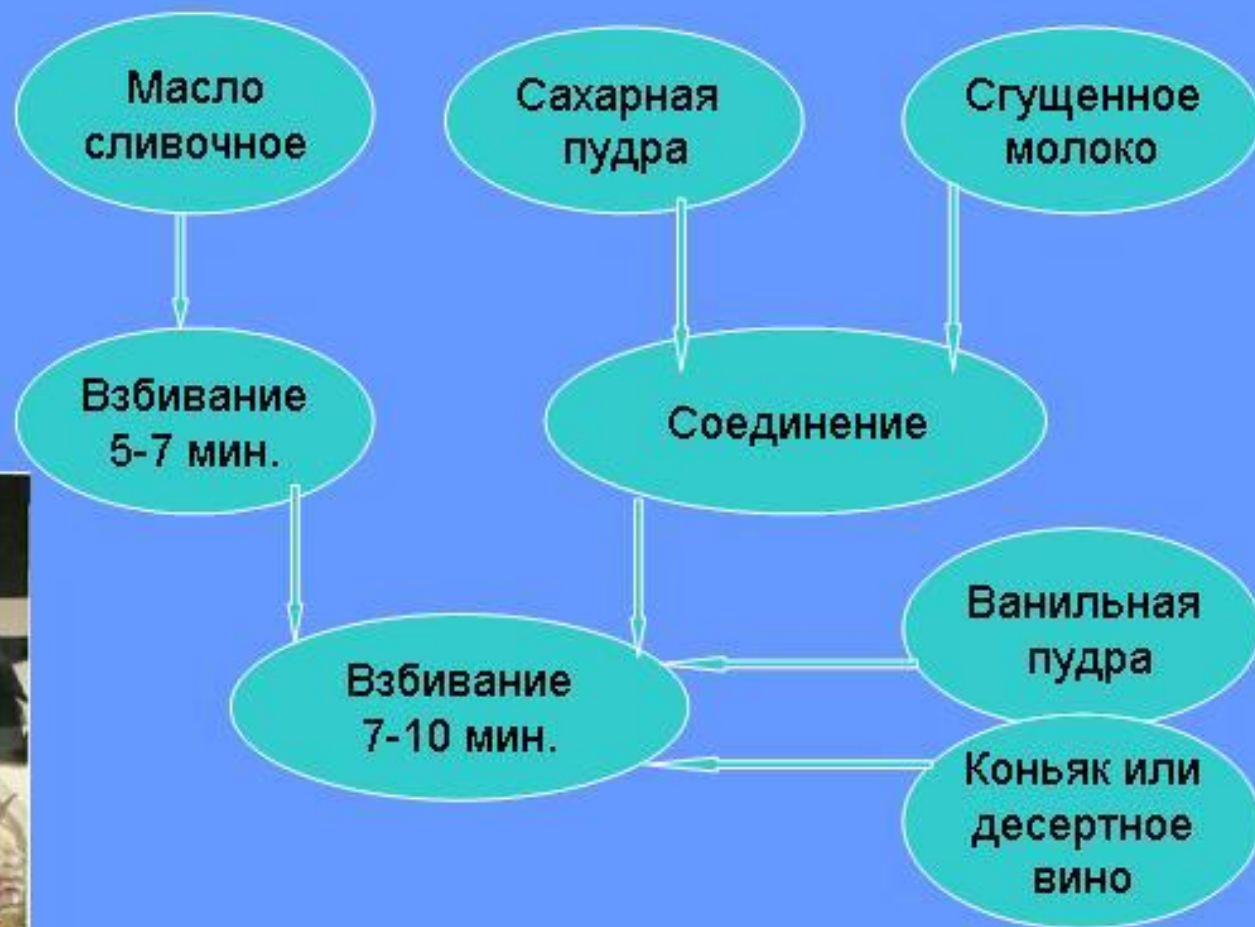 Масло
сливочное
Сахарная
пудра
Сгущенное
молоко
Взбивание
5-7 мин.
Соединение
Ванильная
пудра
Взбивание
7-10 мин.
Коньяк или
десертное
вино